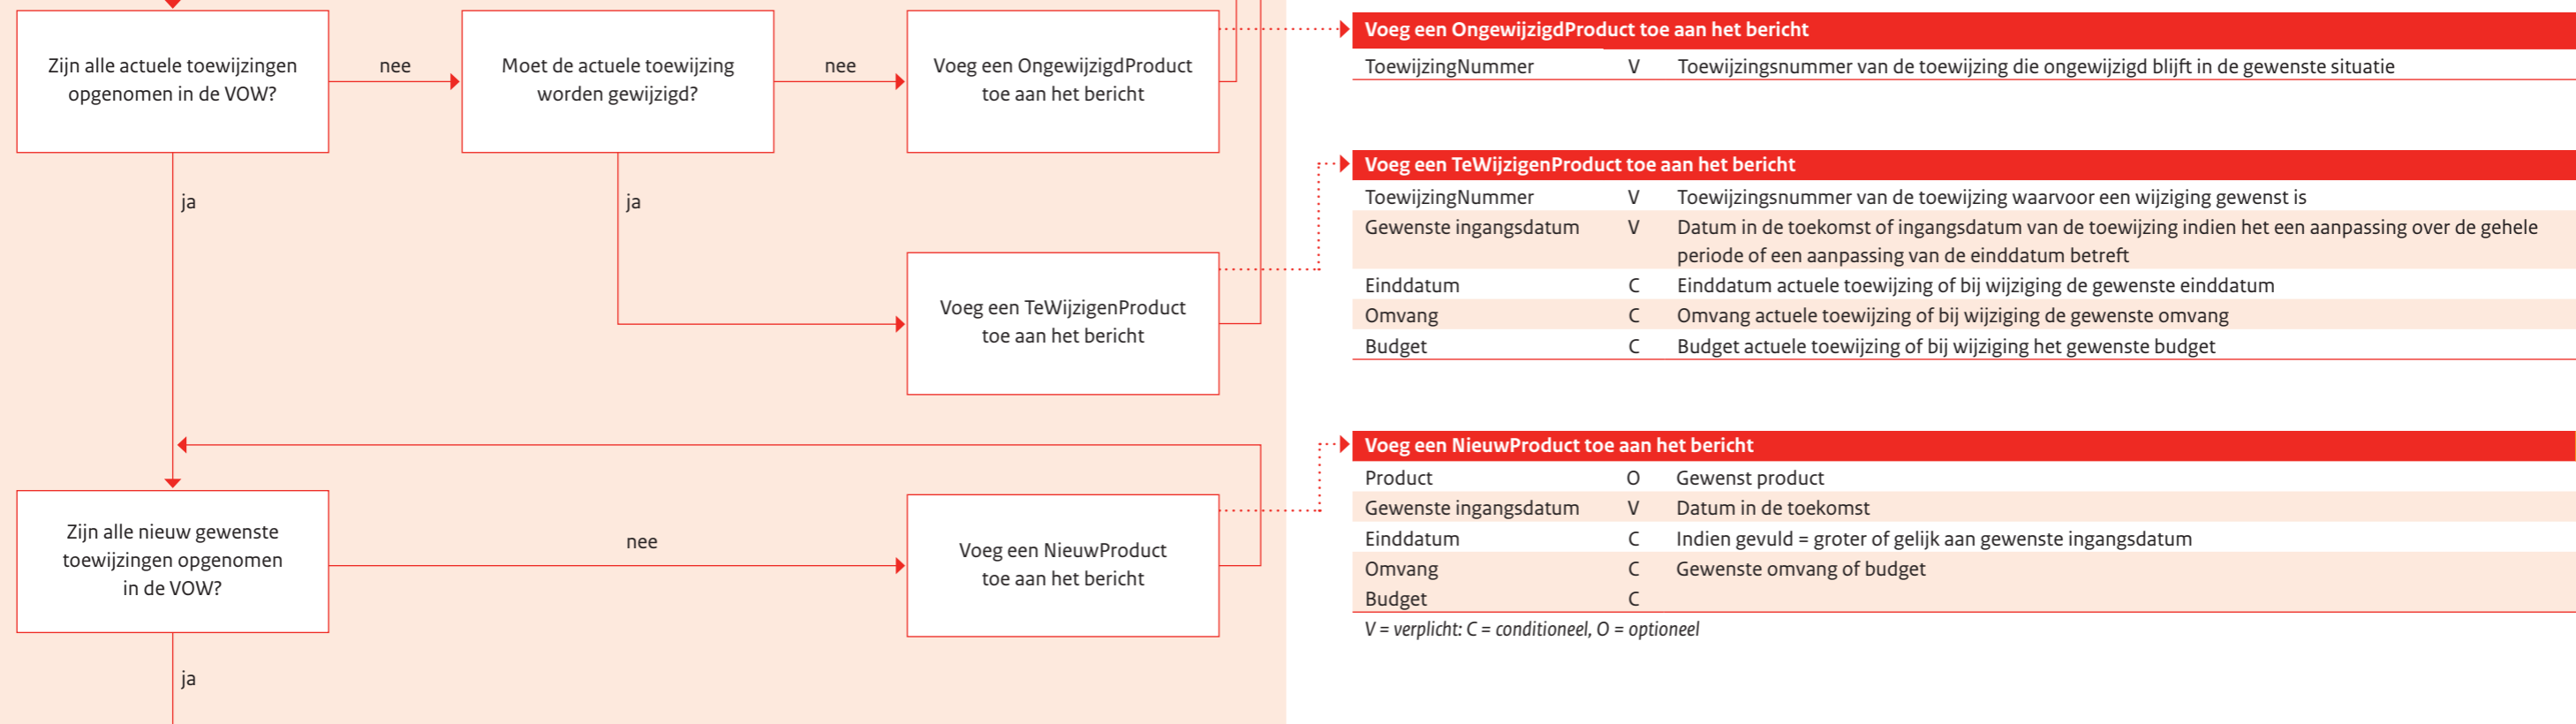 Zijn alle actuele toewijzingen
opgenomen in de VOW?
nee
Moet de actuele toewijzing
worden gewijzigd?
nee
Voeg een OngewijzigdProduct
toe aan het bericht
ja
ja
Voeg een TeWijzigenProduct
toe aan het bericht
Zijn alle nieuw gewenste
toewijzingen opgenomen
in de VOW?
nee
Voeg een NieuwProduct
toe aan het bericht
ja
Voeg een OngewijzigdProduct toe aan het bericht
ToewijzingNummer V Toewijzingsnummer van de toewijzing die ongewijzigd blijft in de gewenste situatie
Voeg een TeWijzigenProduct toe aan het bericht
ToewijzingNummer V Toewijzingsnummer van de toewijzing waarvoor een wijziging gewenst is
Gewenste ingangsdatum V Datum in de toekomst of ingangsdatum van de toewijzing indien het een aanpassing over de gehele
periode of een aanpassing van de einddatum betreft
Einddatum C Einddatum actuele toewijzing of bij wijziging de gewenste einddatum
Omvang C Omvang actuele toewijzing of bij wijziging de gewenste omvang
Budget C Budget actuele toewijzing of bij wijziging het gewenste budget
Voeg een NieuwProduct toe aan het bericht
Product O Gewenst product
Gewenste ingangsdatum V Datum in de toekomst
Einddatum C Indien gevuld = groter of gelijk aan gewenste ingangsdatum
Omvang C Gewenste omvang of budget
Budget C
V = verplicht: C = conditioneel, O = optioneel